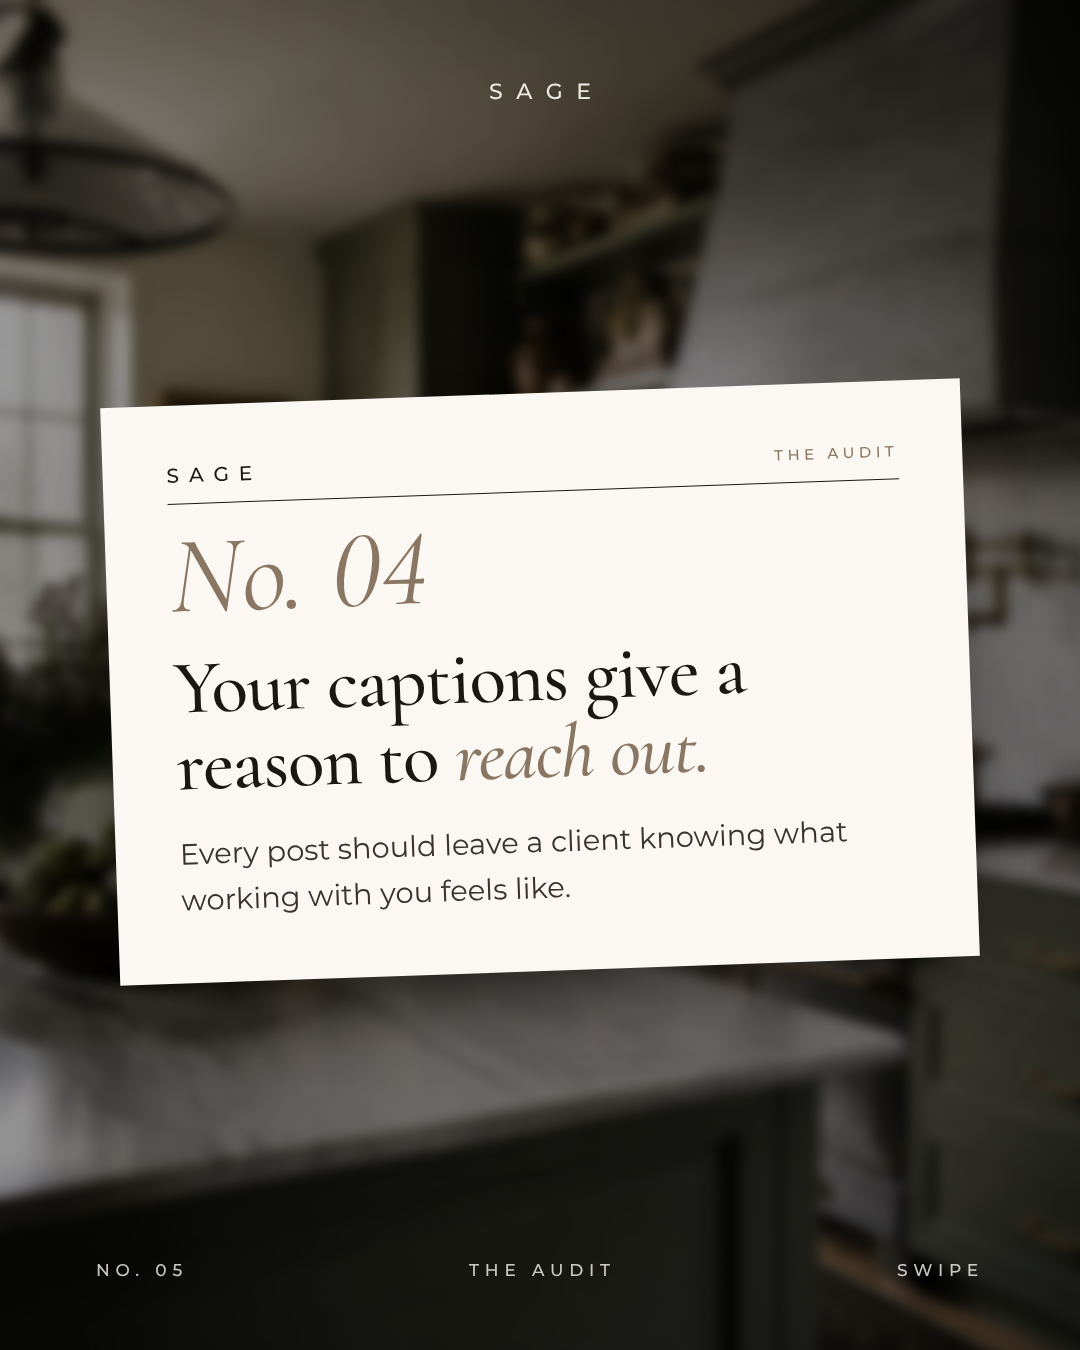 SAGE
SAGE
THE AUDIT
No. 04
Your captions give a
reason to reach out.
Every post should leave a client knowing what
working with you feels like.
NO. 05
THE AUDIT
SWIPE